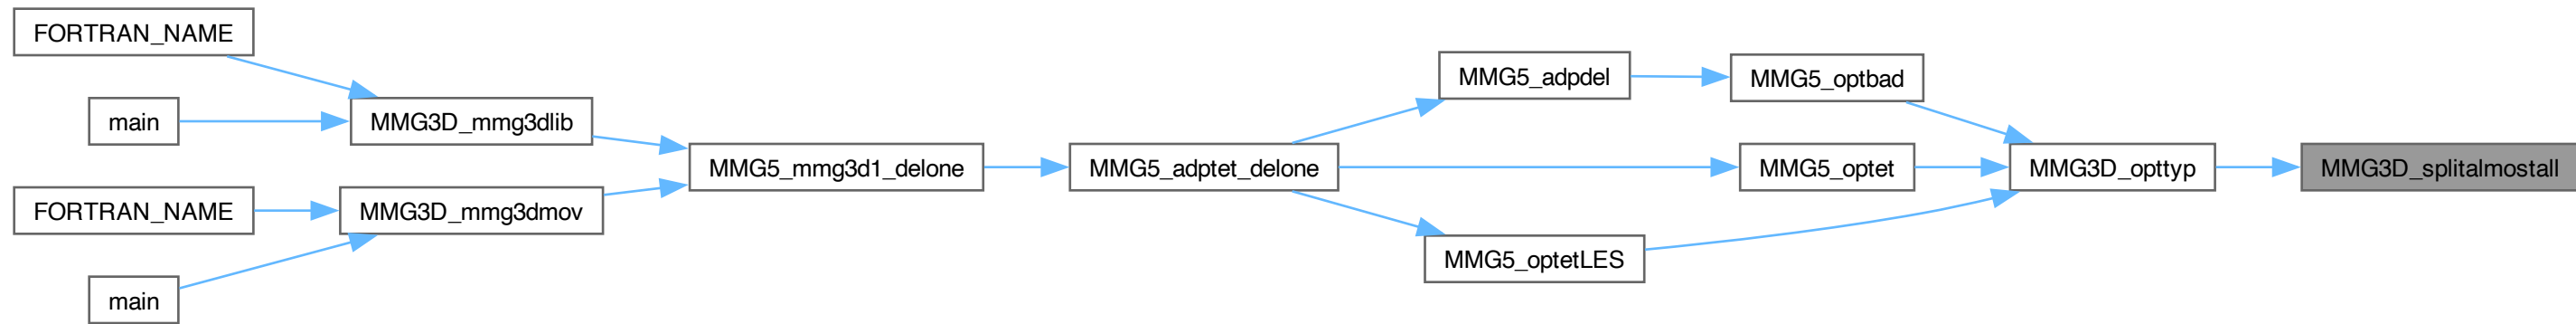 FORTRAN_NAME
main
MMG3D_mmg3dlib
FORTRAN_NAME
MMG3D_mmg3dmov
main
MMG5_mmg3d1_delone
MMG5_adptet_delone
MMG5_adpdel
MMG5_optbad
MMG5_optet
MMG5_optetLES
MMG3D_opttyp
MMG3D_splitalmostall